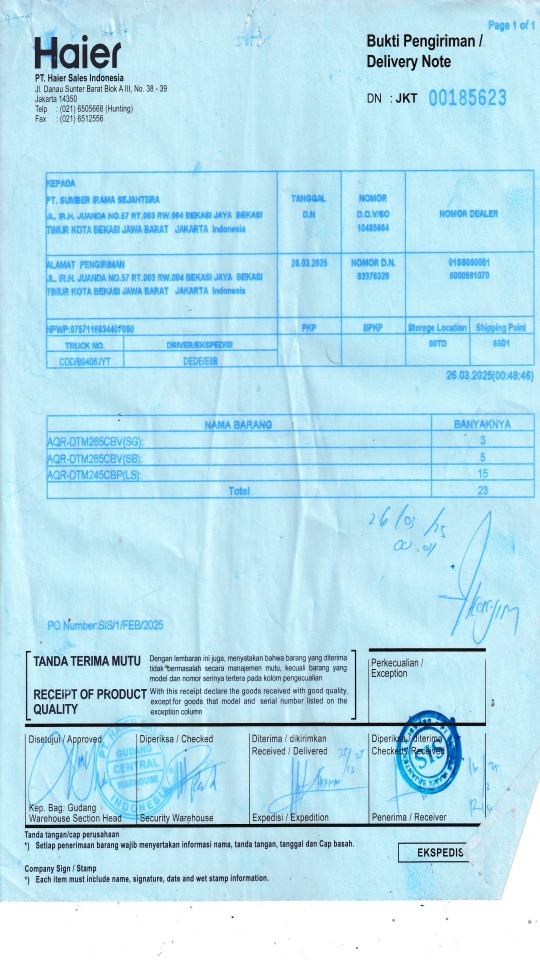 Page 1 of 1
Haier
PT. Haier Sales Indonesia
Jl. Danau Sunter Barat Blok A III, No. 38 - 39
Jakarta 14350
Telp : (021) 6505668 (Hunting)
Fax : (021) 6512556
Bukti Pengiriman /
Delivery Note
DN : JKT 00185623
KEPADA
PT. SUMBER IRAMA SEJAHTERA
JL. IR.H. JUANDA NO.57 RT.003 RW.004 BEKASI JAYA BEKASI
TIMUR KOTA BEKASI JAWA BARAT JAKARTA Indonesia
TANGGAL
D.N
NOMOR
D.O./SO
10485664
NOMOR DEALER
ALAMAT PENGIRIMAN
JL. IR.H. JUANDA NO.57 RT.003 RW.004 BEKASI JAYA BEKASI
TIMUR KOTA BEKASI JAWA BARAT JAKARTA Indonesia
26.03.2025
NOMOR D.N.
83376329
6000581070
PKP
BPKP
Storege Location
Shipping Point
TRUCK NO.
DRIVER/EKSPEDISI
26.03.2025(00:48:46)
NAMA BARANG BANYAKNYA
AQR-DTM265CBV(SG): 3
AQR-DTM265CBV(SB): 5
AQR-DTM245CBP(LS): 15
Total 23
26/03/25
PO Number:SIS/1/FEB/2025
TANDA TERIMA MUTU
Dengan lembaran ini juga, menyatakan bahwa barang yang diterima
tidak bermasalah secara manajemen mutu, kecuali barang yang
model dan nomor serinya tertera pada kolom pengecualian
RECEIPT OF PRODUCT
QUALITY
With this receipt declare the goods received with good quality,
except for goods that model and serial number listed on the
exception column
Perkecualian /
Exception
Disetujui / Approved
Diperiksa / Checked
Diterima / dikirimkan
Received / Delivered
Diperiksa / diterima
Checked / Received
GUDANG
CENTRAL
WAREHOUSE
INDONESIA
SIS
Kep. Bag. Gudang
Warehouse Section Head
Security Warehouse
Expedisi / Expedition
Penerima / Receiver
Tanda tangan/cap perusahaan
*) Setiap penerimaan barang wajib menyertakan informasi nama, tanda tangan, tanggal dan Cap basah.
Company Sign / Stamp
*) Each item must include name, signature, date and wet stamp information.
EKSPEDIS